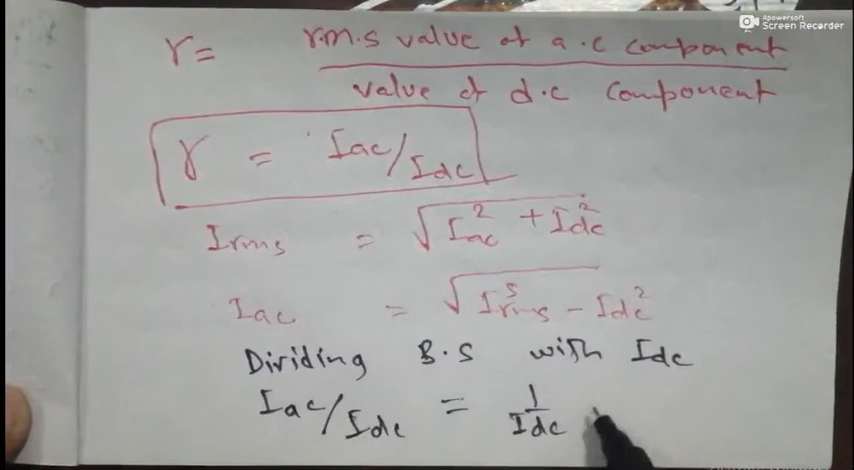 Apowersoft
Screen Recorder
γ = r.m.s value of a.c component / value of d.c component
γ = Iac/Idc
Irms = √Iac² + Idc²
Iac = √Irms² - Idc²
Dividing B.S with Idc
Iac/Idc = 1/Idc